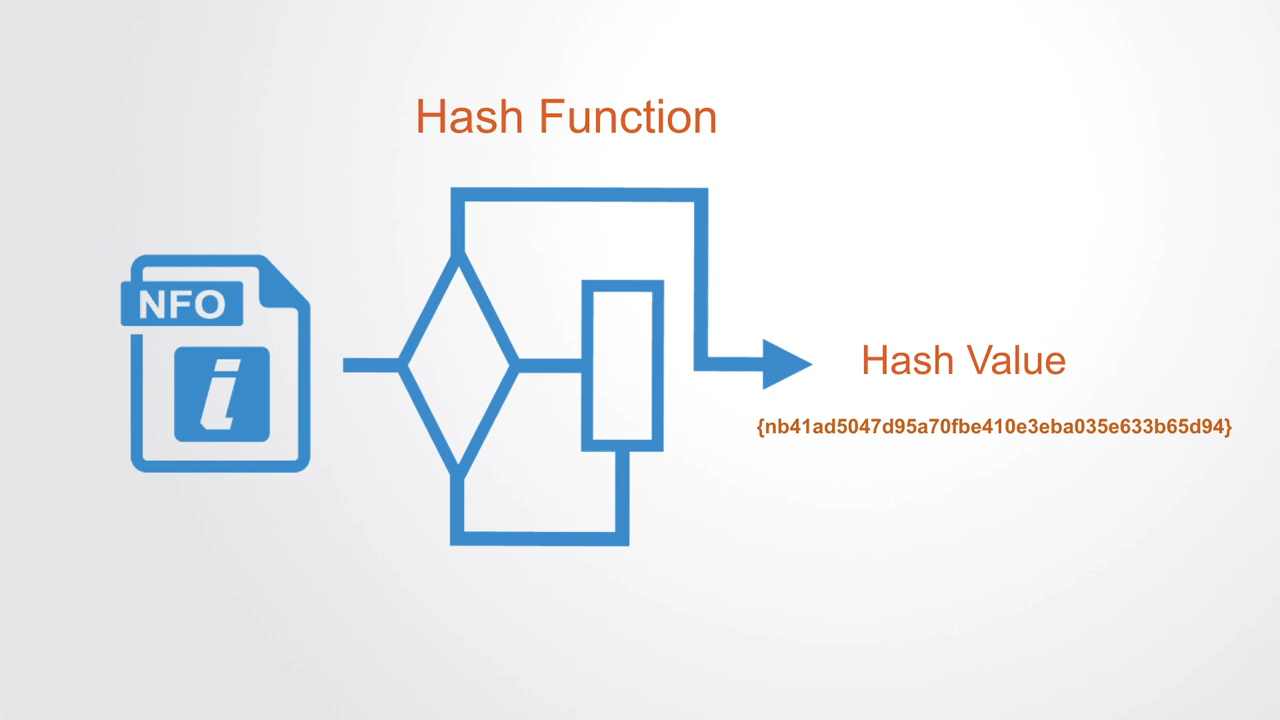 Hash Function
NFO
i
Hash Value
{nb41ad5047d95a70fbe410e3eba035e633b65d94}